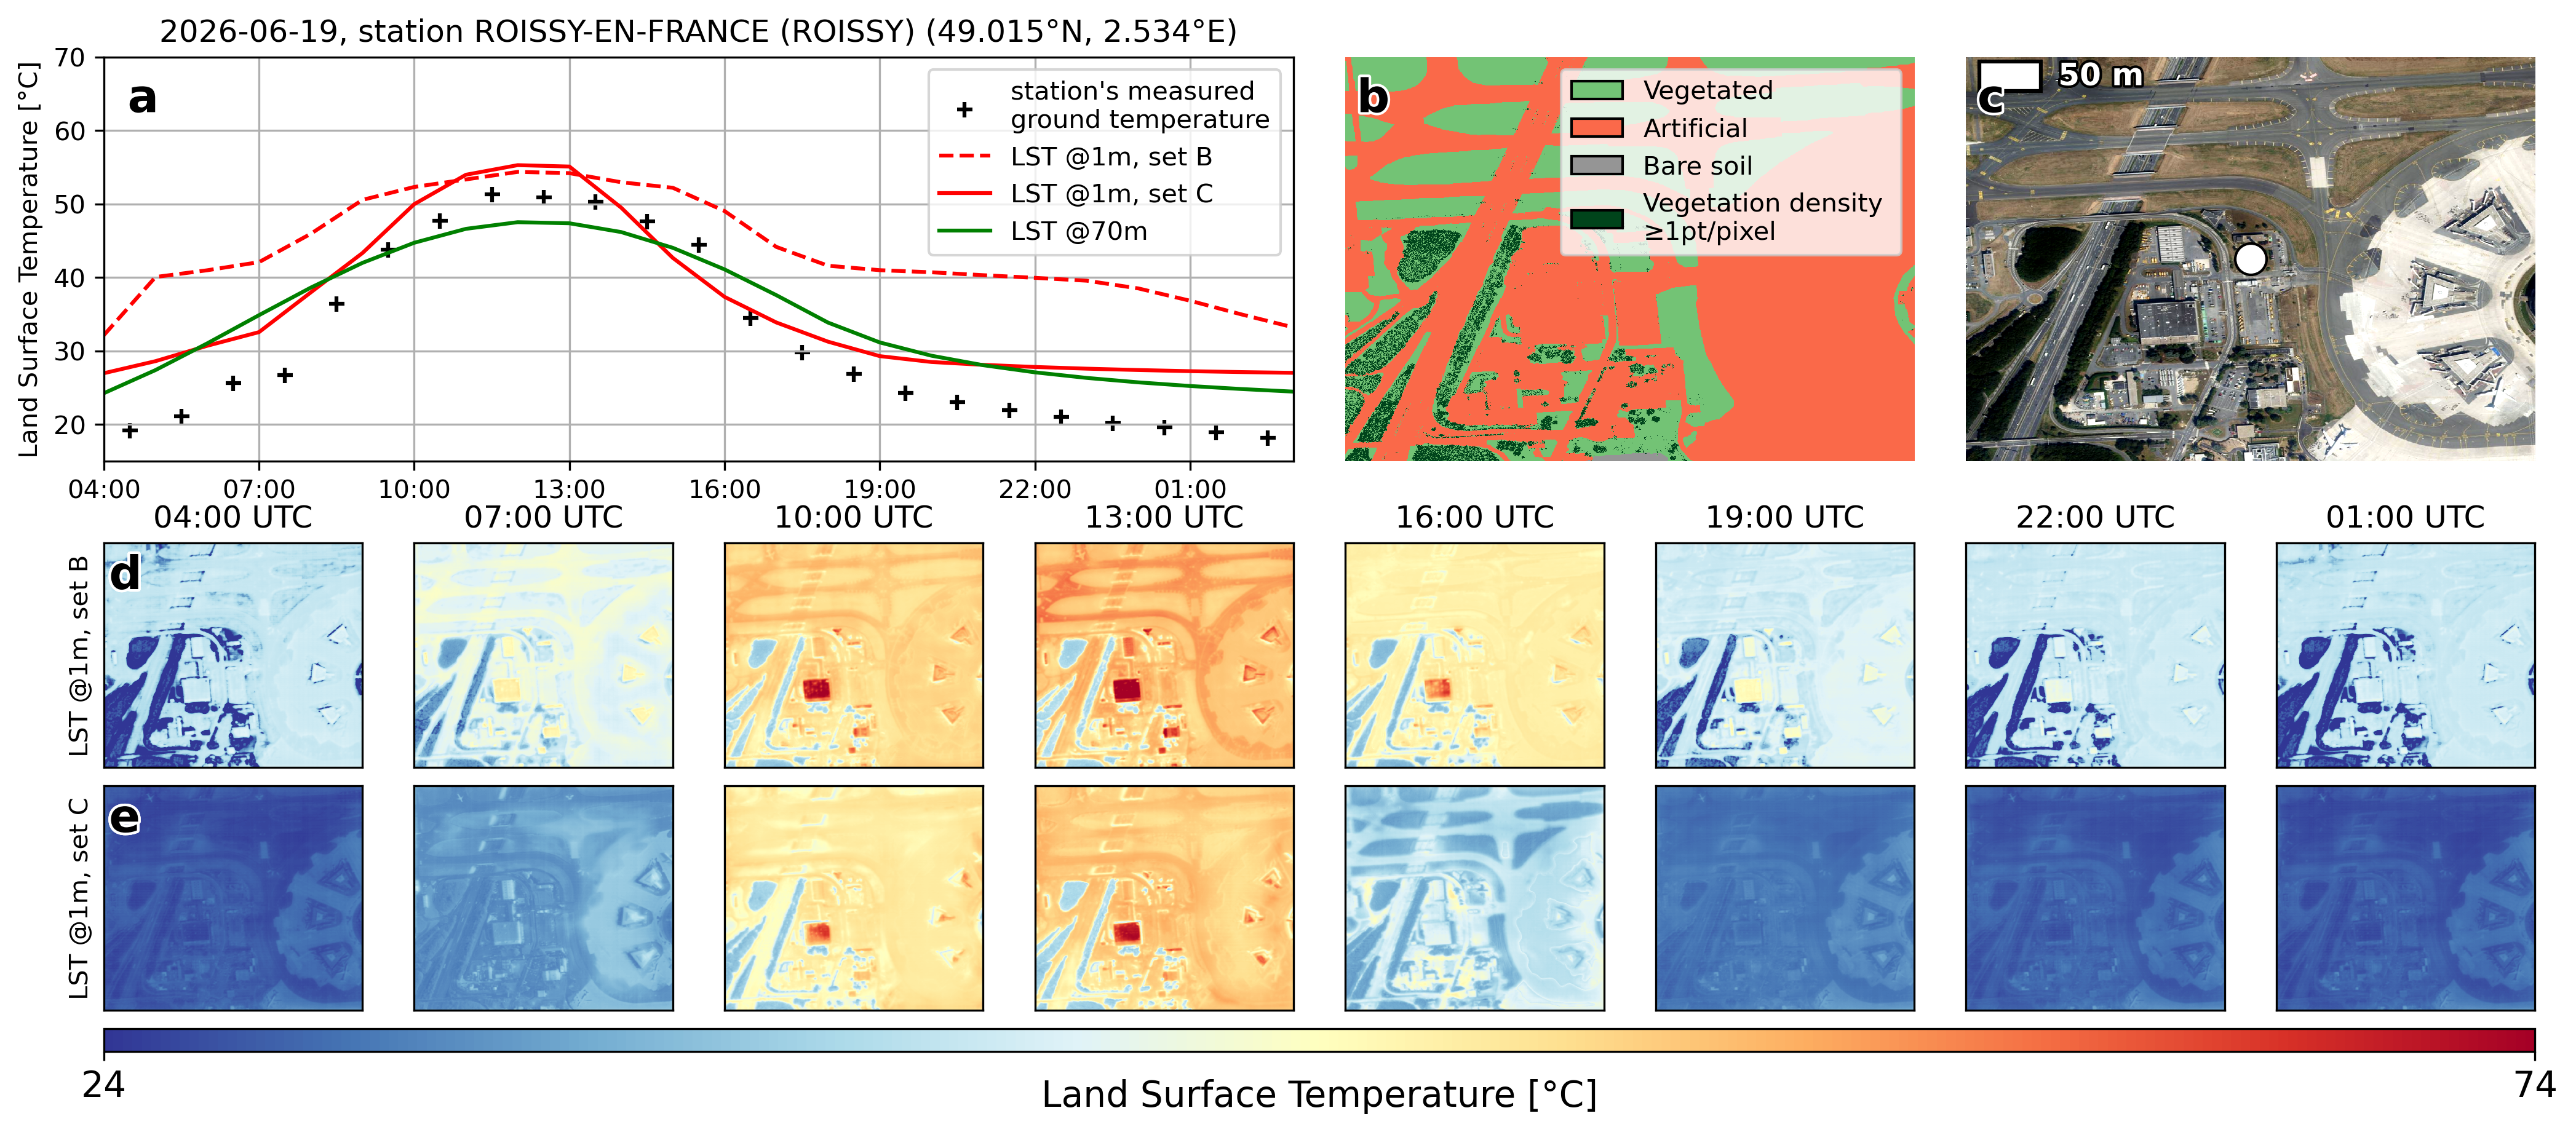 2026-06-19, station ROISSY-EN-FRANCE (ROISSY) (49.015°N, 2.534°E)
Land Surface Temperature [°C]
70
60
50
40
30
20
a
station's measured
ground temperature
LST @1m, set B
LST @1m, set C
LST @70m
04:00
07:00
10:00
13:00
16:00
19:00
22:00
01:00
b
Vegetated
Artificial
Bare soil
Vegetation density
≥1pt/pixel
50 m
c
04:00 UTC
07:00 UTC
10:00 UTC
13:00 UTC
16:00 UTC
19:00 UTC
22:00 UTC
01:00 UTC
LST @1m, set B
d
LST @1m, set C
e
24
74
Land Surface Temperature [°C]